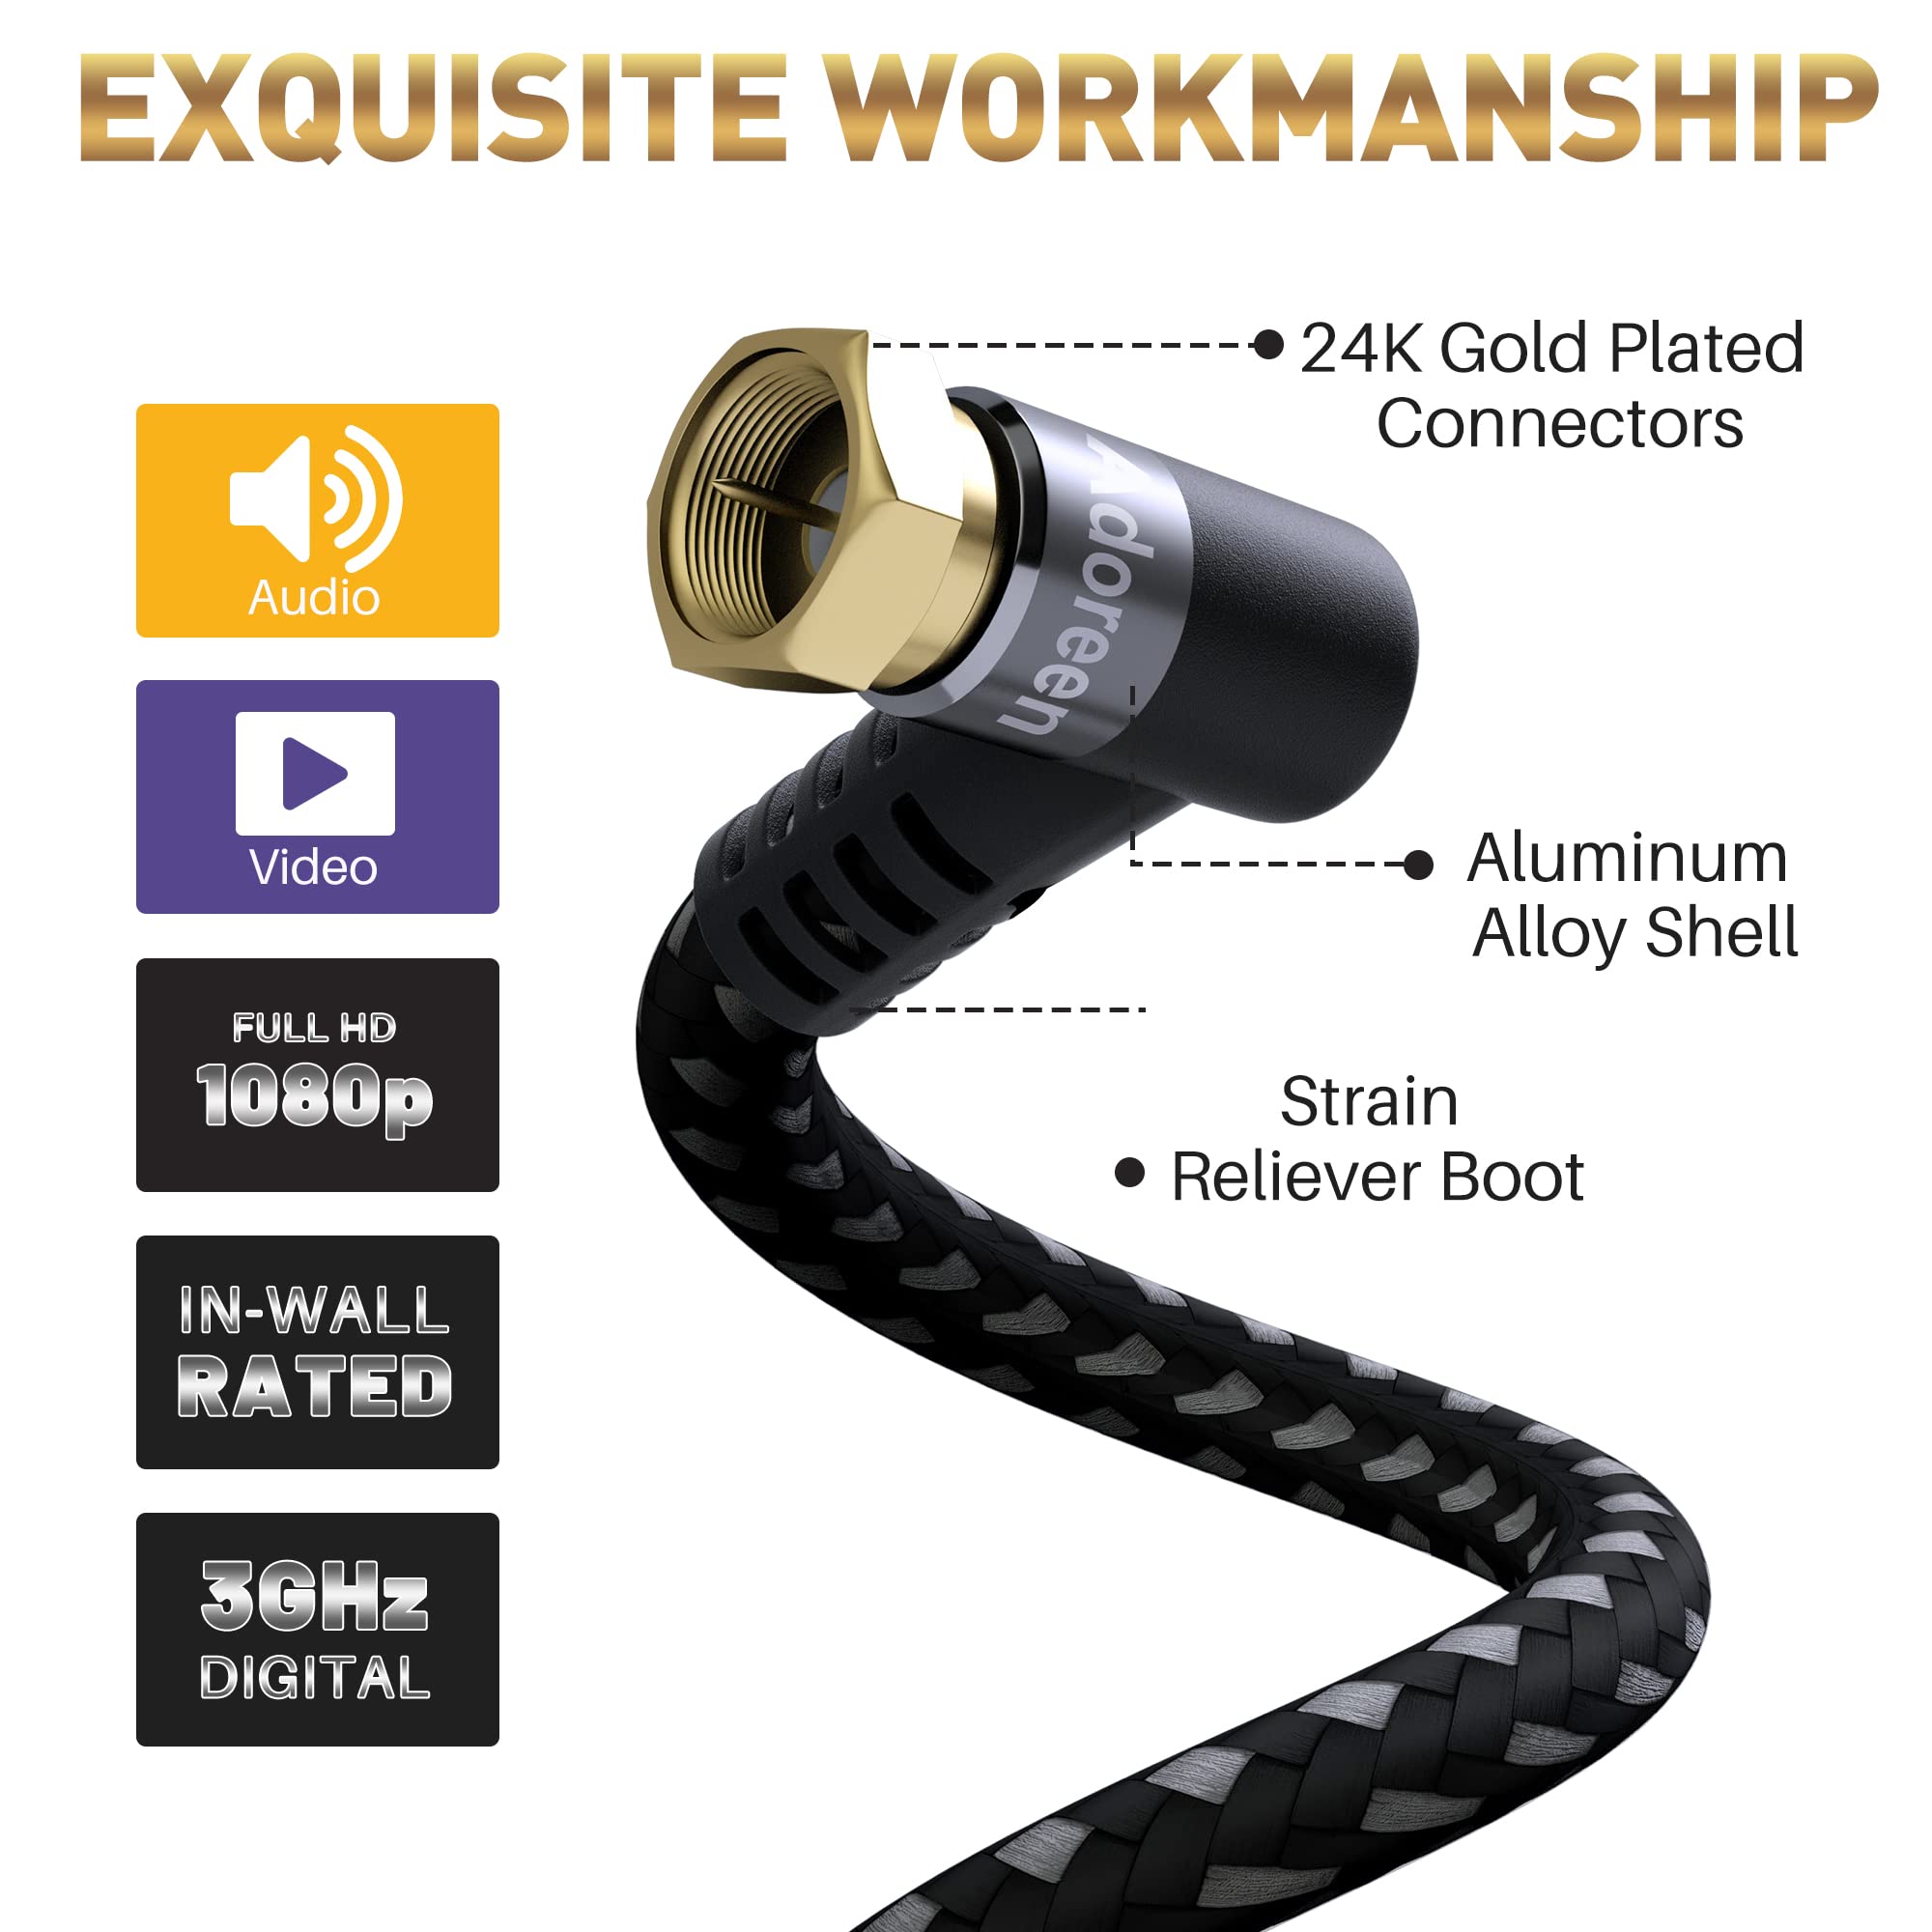 EXQUISITE WORKMANSHIP
24K Gold Plated
Connectors
Adoreen
Audio
Video
Aluminum
Alloy Shell
FULL HD
1080p
Strain
Reliever Boot
IN-WALL
RATED
3GHz
DIGITAL